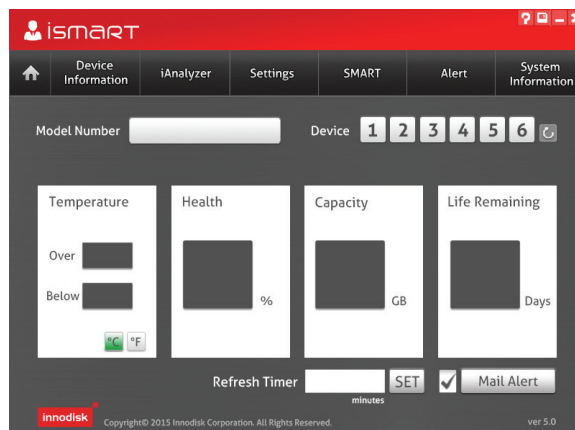 ismart
? 
Device Information iAnalyzer Settings SMART Alert System Information
Model Number Device 1 2 3 4 5 6
Temperature Health Capacity Life Remaining
Over
Below % GB Days
°C °F
Refresh Timer SET Mail Alert
minutes
innodisk Copyright© 2015 Innodisk Corporation. All Rights Reserved. ver 5.0